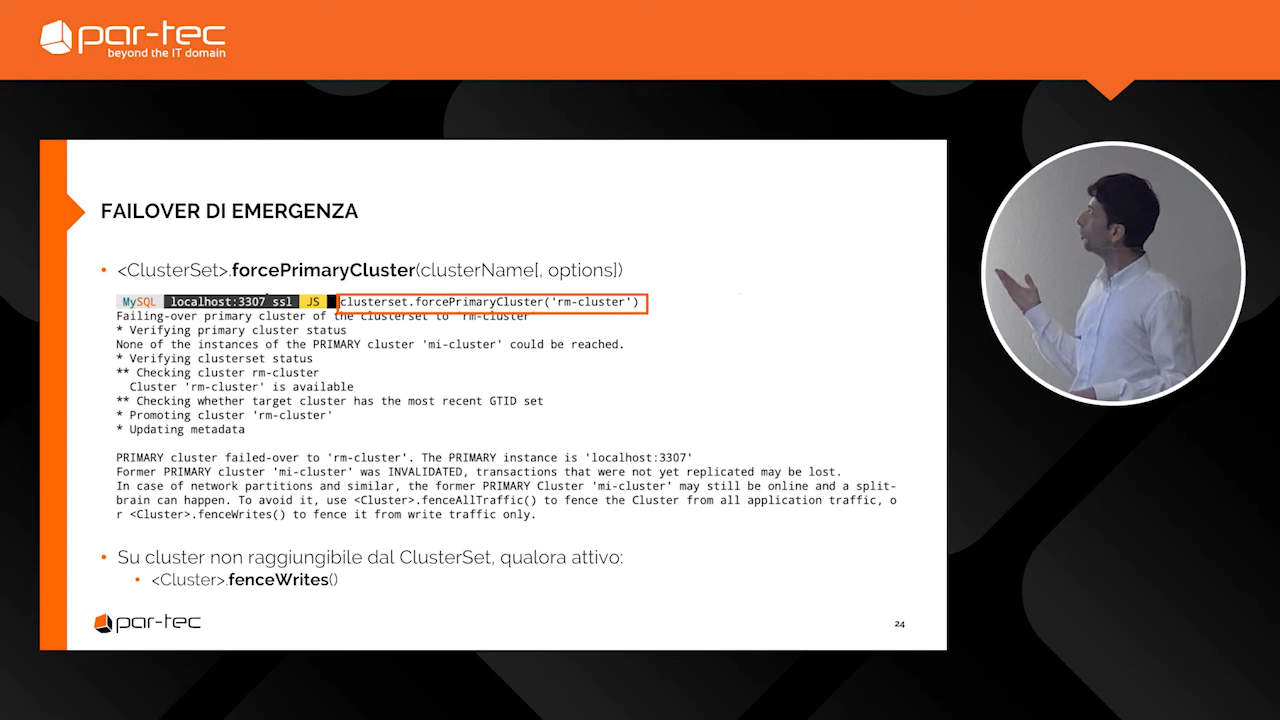 par-tec
beyond the IT domain
FAILOVER DI EMERGENZA
• <ClusterSet>.forcePrimaryCluster(clusterName[, options])
MySQL localhost:3307 ssl JS clusterset.forcePrimaryCluster('rm-cluster')
Failing-over primary cluster of the clusterset to 'rm-cluster'
* Verifying primary cluster status
None of the instances of the PRIMARY cluster 'mi-cluster' could be reached.
* Verifying clusterset status
** Checking cluster rm-cluster
Cluster 'rm-cluster' is available
** Checking whether target cluster has the most recent GTID set
* Promoting cluster 'rm-cluster'
* Updating metadata
PRIMARY cluster failed-over to 'rm-cluster'. The PRIMARY instance is 'localhost:3307'
Former PRIMARY cluster 'mi-cluster' was INVALIDATED, transactions that were not yet replicated may be lost.
In case of network partitions and similar, the former PRIMARY Cluster 'mi-cluster' may still be online and a split-
brain can happen. To avoid it, use <Cluster>.fenceAllTraffic() to fence the Cluster from all application traffic, o
r <Cluster>.fenceWrites() to fence it from write traffic only.
• Su cluster non raggiungibile dal ClusterSet, qualora attivo:
• <Cluster>.fenceWrites()
par-tec
24